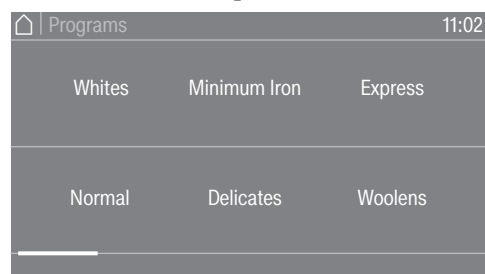 Programs 11:02
Whites Minimum Iron Express
Normal Delicates Woolens